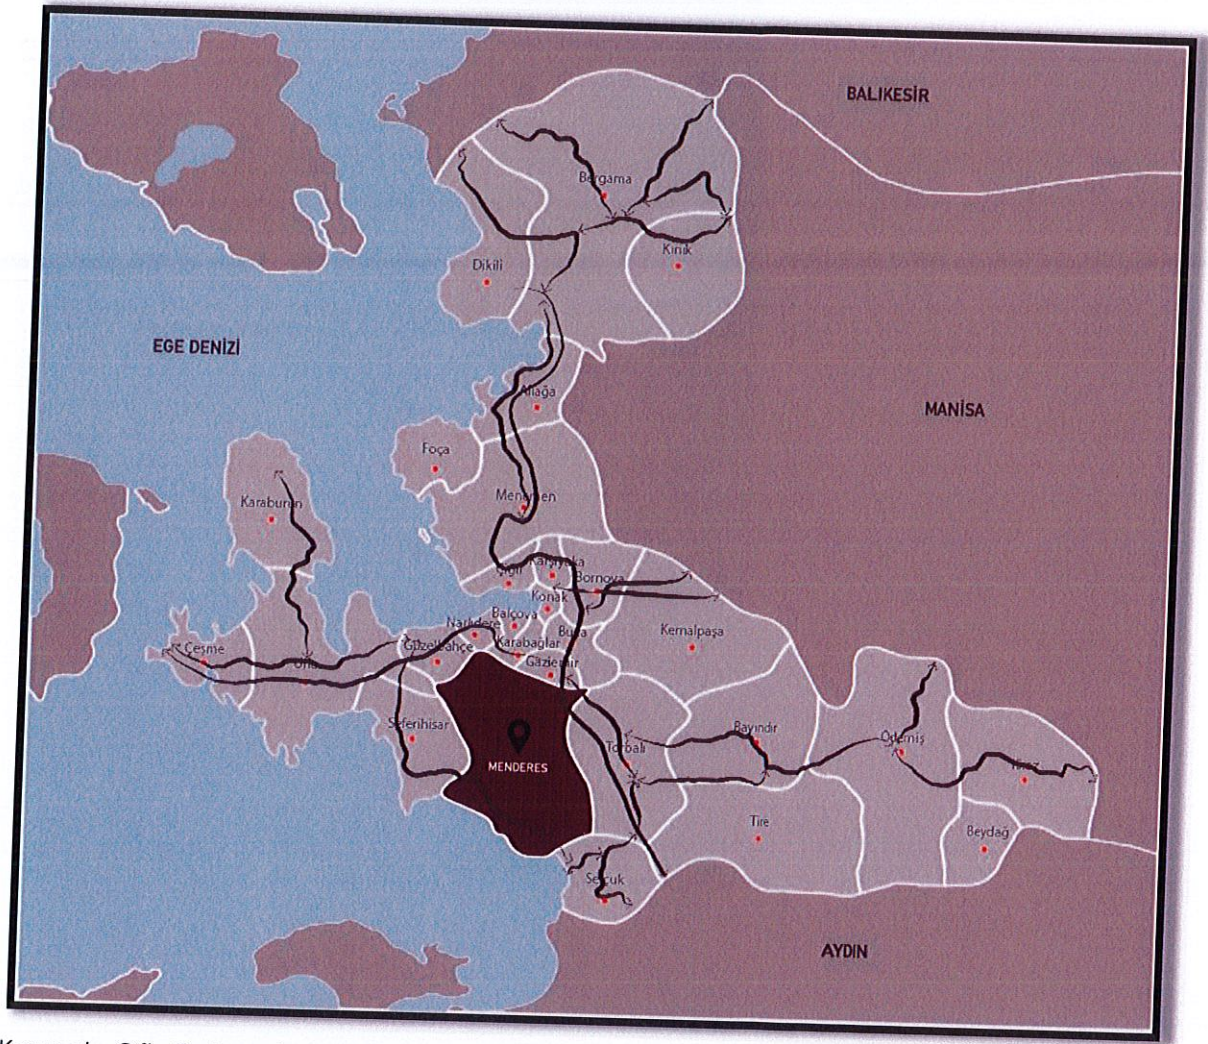 BALIKESİR
Bergama
Kınık
Dikili
EGE DENİZİ
Aliağa
MANİSA
Foça
Menemen
Karaburun
Karşıyaka
Çiğli
Bornova
Konak
Balçova
Narlıdere
Buca
Kemalpaşa
Karabağlar
Güzelbahçe
Çeşme
Urla
Gaziemir
Seferihisar
Bayındır
Ödemiş
Torbalı
MENDERES
Kiraz
Tire
Beydağ
Selçuk
AYDIN